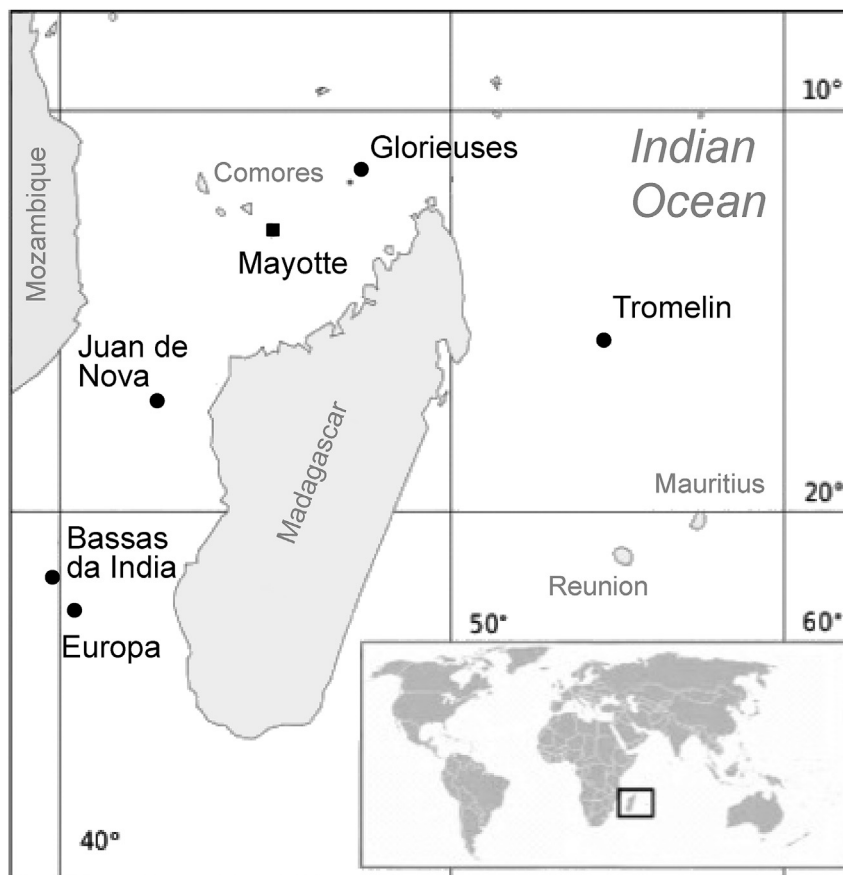 10°
Indian
Ocean
Glorieuses
Comores
Mozambique
Mayotte
Tromelin
Juan de
Nova
Madagascar
Mauritius
20°
Bassas
da India
Reunion
50°
60°
Europa
40°